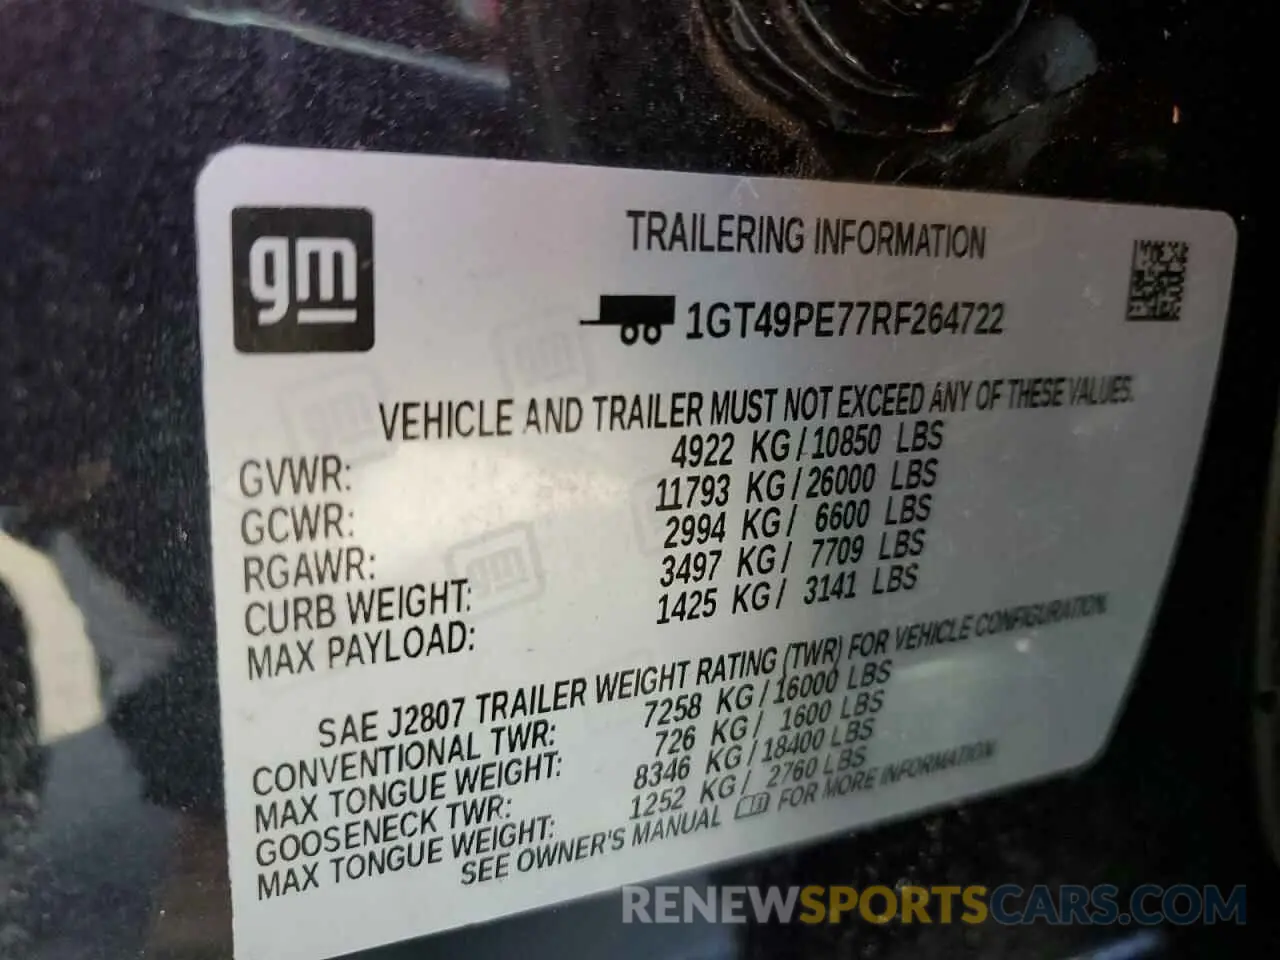 gm
TRAILERING INFORMATION
1GT49PE77RF264722
VEHICLE AND TRAILER MUST NOT EXCEED ANY OF THESE VALUES.
GVWR: 4922 KG / 10850 LBS
GCWR: 11793 KG / 26000 LBS
RGAWR: 2994 KG / 6600 LBS
CURB WEIGHT: 3497 KG / 7709 LBS
MAX PAYLOAD: 1425 KG / 3141 LBS
SAE J2807 TRAILER WEIGHT RATING (TWR) FOR VEHICLE CONFIGURATION.
CONVENTIONAL TWR: 7258 KG / 16000 LBS
MAX TONGUE WEIGHT: 726 KG / 1600 LBS
GOOSENECK TWR: 8346 KG / 18400 LBS
MAX TONGUE WEIGHT: 1252 KG / 2760 LBS
SEE OWNER'S MANUAL FOR MORE INFORMATION
RENEWSPORTSCARS.COM